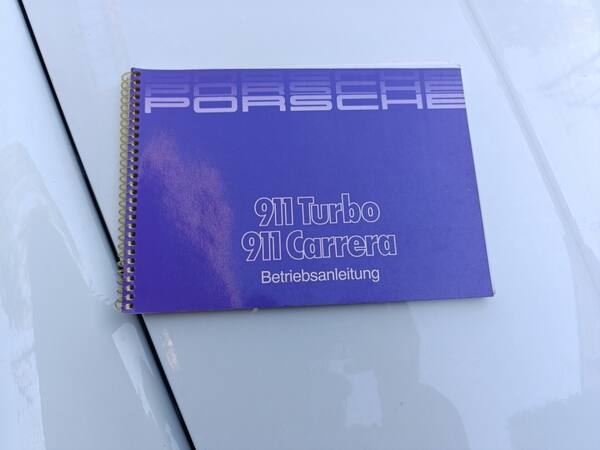 PORSCHE
PORSCHE
911 Turbo
911 Carrera
Betriebsanleitung